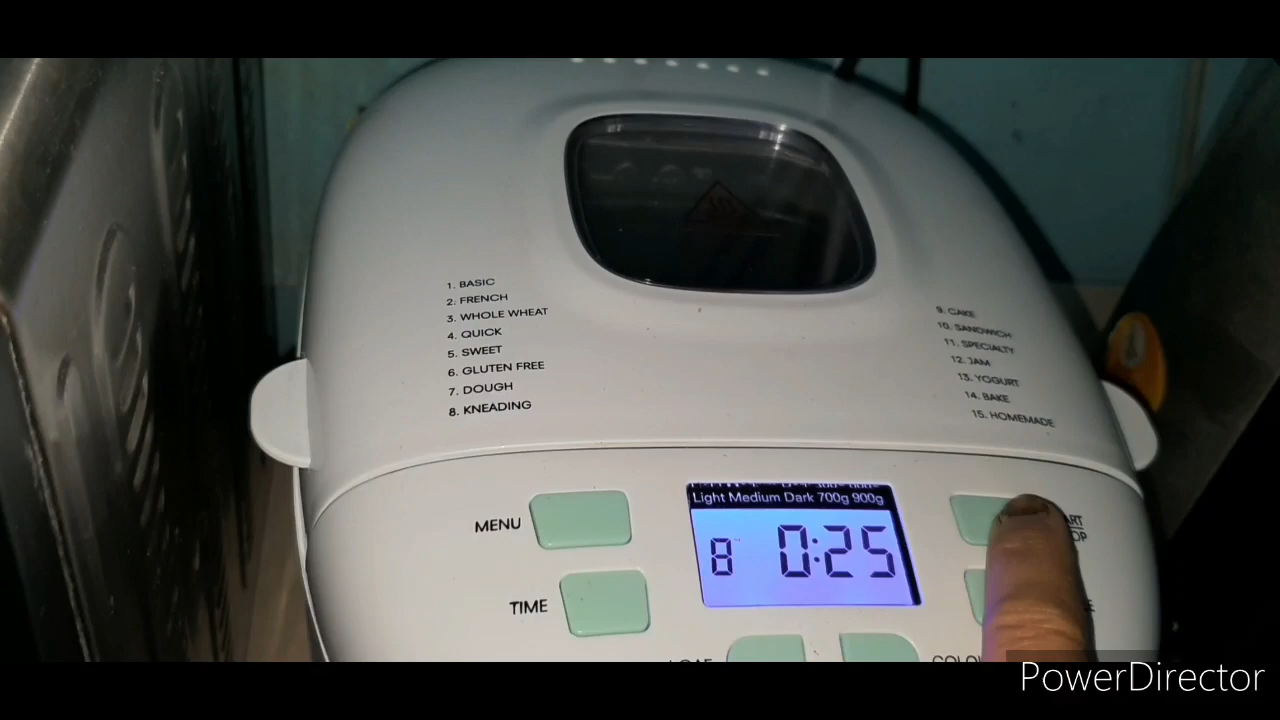 1. BASIC
2. FRENCH
3. WHOLE WHEAT
4. QUICK
5. SWEET
6. GLUTEN FREE
7. DOUGH
8. KNEADING
9. CAKE
10. SANDWICH
11. SPECIALTY
12. JAM
13. YOGURT
14. BAKE
15. HOMEMADE
MENU
TIME
Light Medium Dark 700g 900g
8 0:25
PowerDirector